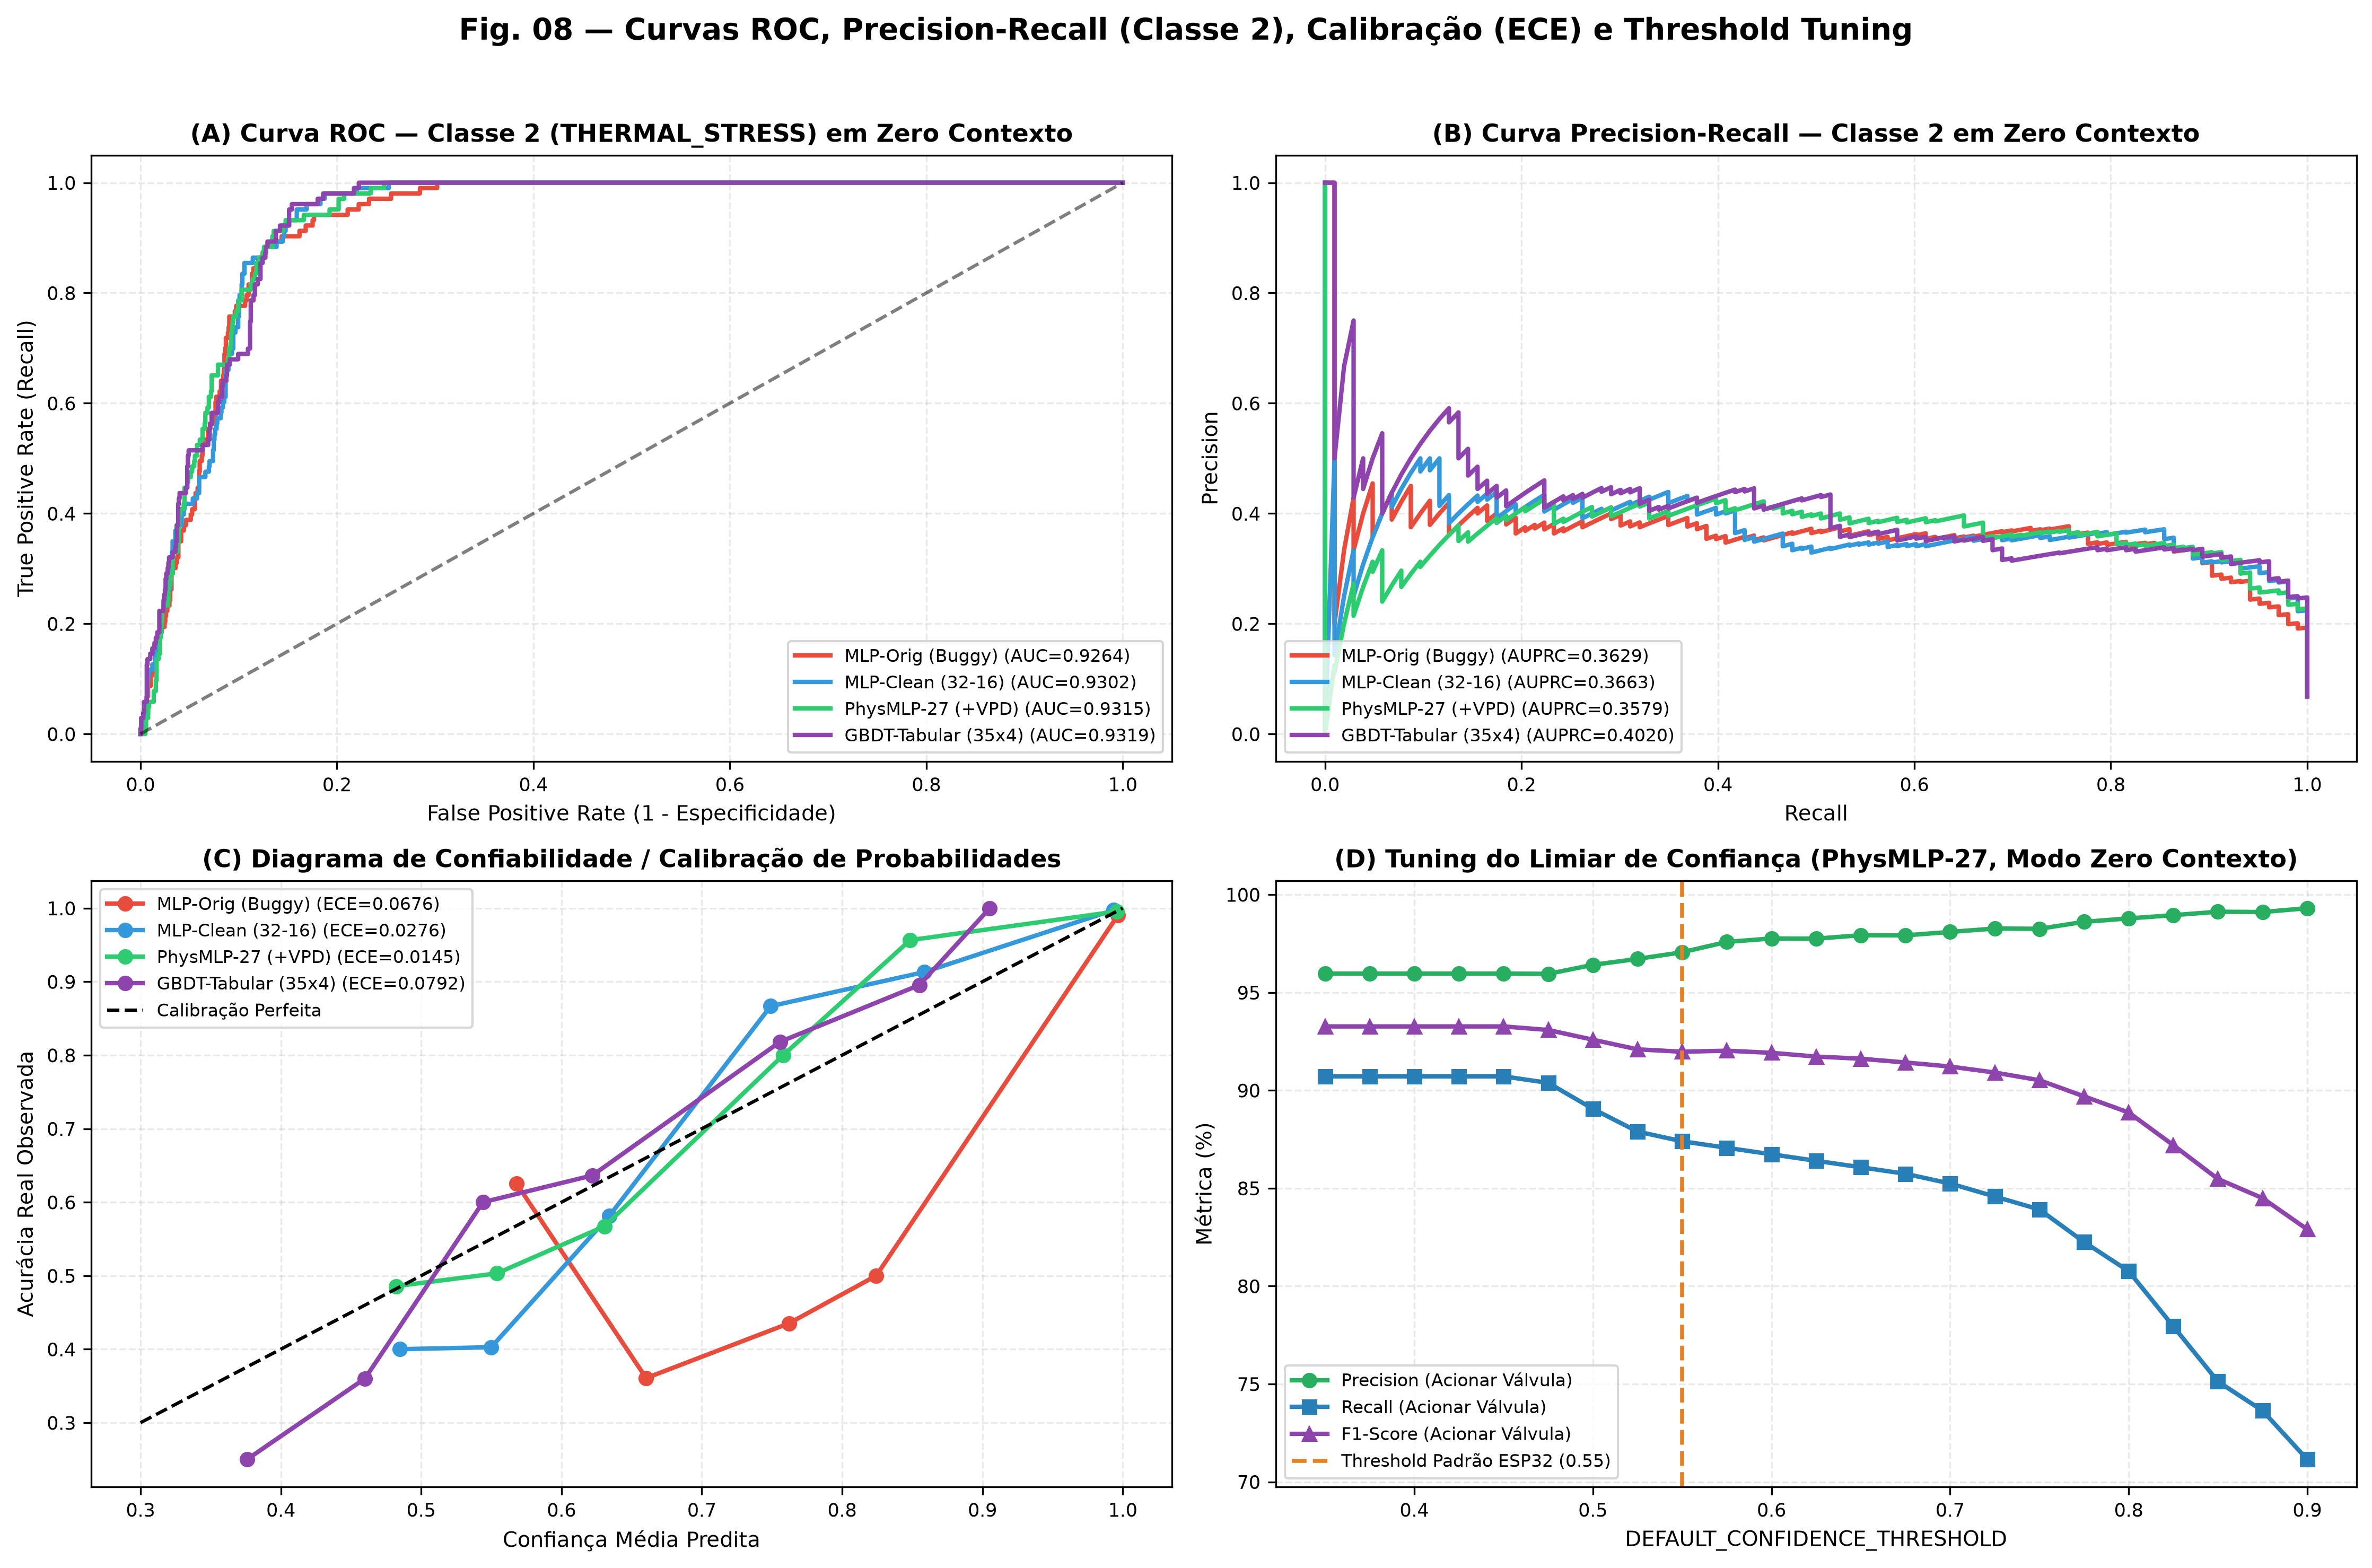 Fig. 08 — Curvas ROC, Precision-Recall (Classe 2), Calibração (ECE) e Threshold Tuning
(A) Curva ROC — Classe 2 (THERMAL_STRESS) em Zero Contexto
True Positive Rate (Recall)
1.0
0.8
0.6
0.4
0.2
0.0
MLP-Orig (Buggy) (AUC=0.9264)
MLP-Clean (32-16) (AUC=0.9302)
PhysMLP-27 (+VPD) (AUC=0.9315)
GBDT-Tabular (35x4) (AUC=0.9319)
0.0 0.2 0.4 0.6 0.8 1.0
False Positive Rate (1 - Especificidade)
(B) Curva Precision-Recall — Classe 2 em Zero Contexto
Precision
1.0
0.8
0.6
0.4
0.2
0.0
MLP-Orig (Buggy) (AUPRC=0.3629)
MLP-Clean (32-16) (AUPRC=0.3663)
PhysMLP-27 (+VPD) (AUPRC=0.3579)
GBDT-Tabular (35x4) (AUPRC=0.4020)
0.0 0.2 0.4 0.6 0.8 1.0
Recall
(C) Diagrama de Confiabilidade / Calibração de Probabilidades
Acurácia Real Observada
MLP-Orig (Buggy) (ECE=0.0676)
MLP-Clean (32-16) (ECE=0.0276)
PhysMLP-27 (+VPD) (ECE=0.0145)
GBDT-Tabular (35x4) (ECE=0.0792)
Calibração Perfeita
1.0
0.9
0.8
0.7
0.6
0.5
0.4
0.3
0.3 0.4 0.5 0.6 0.7 0.8 0.9 1.0
Confiança Média Predita
(D) Tuning do Limiar de Confiança (PhysMLP-27, Modo Zero Contexto)
Métrica (%)
100
95
90
85
80
75
70
Precision (Acionar Válvula)
Recall (Acionar Válvula)
F1-Score (Acionar Válvula)
Threshold Padrão ESP32 (0.55)
0.4 0.5 0.6 0.7 0.8 0.9
DEFAULT_CONFIDENCE_THRESHOLD